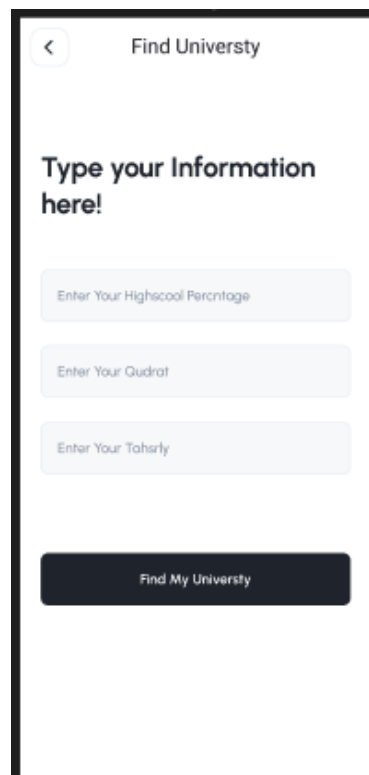 Find Universty
Type your Information
here!
Enter Your Highscool Percntage
Enter Your Qudrat
Enter Your Tahsrly
Find My Universty